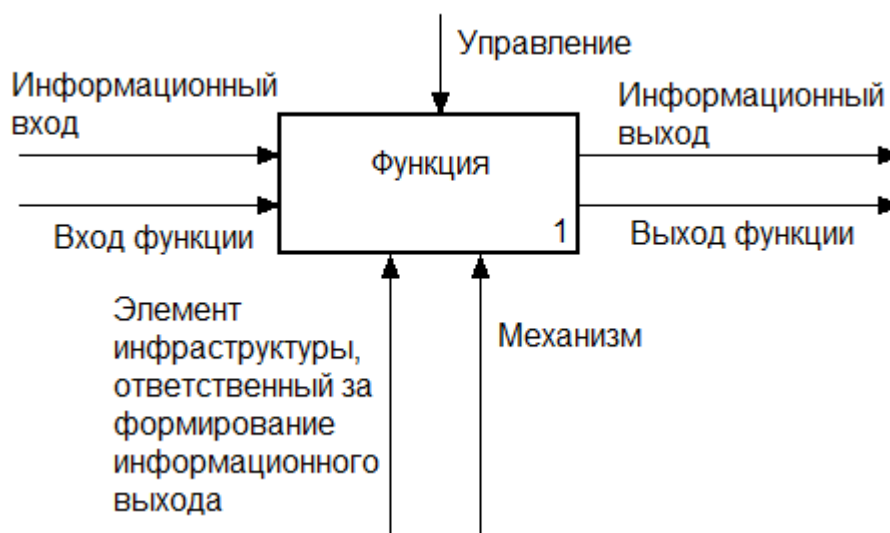 Управление
Информационный
вход
Информационный
выход
Функция
1
Вход функции
Выход функции
Элемент
инфраструктуры,
ответственный за
формирование
информационного
выхода
Механизм